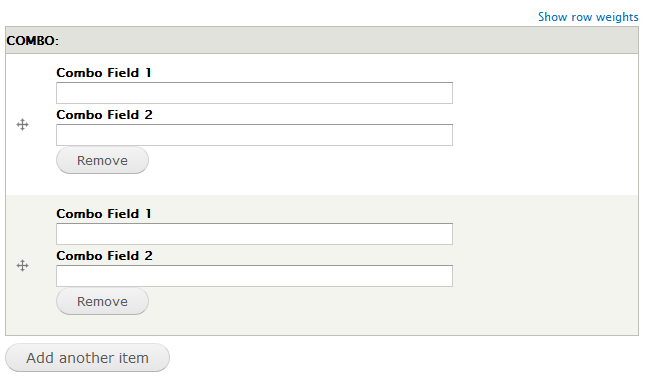 Show row weights
COMBO:
Combo Field 1
Combo Field 2
Remove
Combo Field 1
Combo Field 2
Remove
Add another item